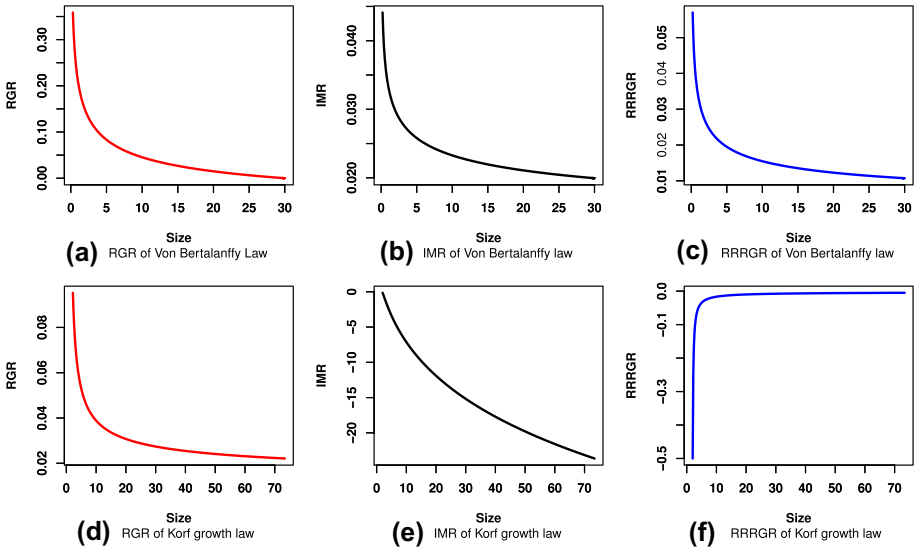 RGR
0.00
0.10
0.20
0.30
0 5 10 15 20 25 30
Size
(a) RGR of Von Bertalanffy Law
IMR
0.020
0.030
0.040
0 5 10 15 20 25 30
Size
(b) IMR of Von Bertalanffy law
RRRGR
0.01
0.02
0.03
0.04
0.05
0 5 10 15 20 25 30
Size
(c) RRRGR of Von Bertalanffy law
RGR
0.02
0.04
0.06
0.08
0 10 20 30 40 50 60 70
Size
(d) RGR of Korf growth law
IMR
0
−5
−10
−15
−20
0 10 20 30 40 50 60 70
Size
(e) IMR of Korf growth law
RRRGR
−0.5
−0.3
−0.1
0.0
0 10 20 30 40 50 60 70
Size
(f) RRRGR of Korf growth law